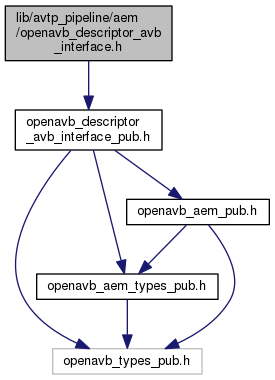 lib/avtp_pipeline/aem
/openavb_descriptor_avb
_interface.h
openavb_descriptor
_avb_interface_pub.h
openavb_aem_pub.h
openavb_aem_types_pub.h
openavb_types_pub.h